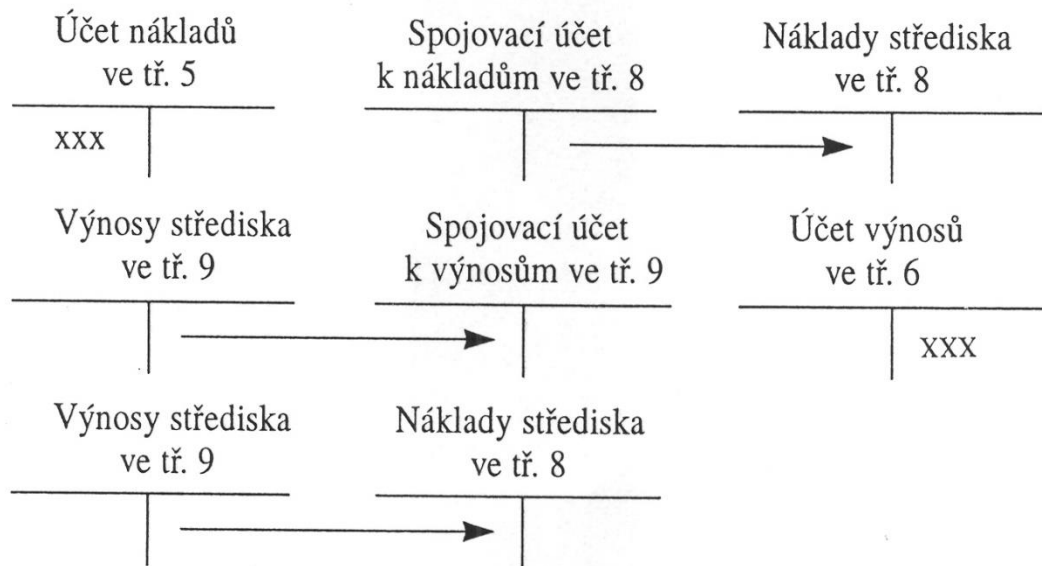 Účet nákladů
ve tř. 5
Spojovací účet
k nákladům ve tř. 8
Náklady střediska
ve tř. 8
xxx
Výnosy střediska
ve tř. 9
Spojovací účet
k výnosům ve tř. 9
Účet výnosů
ve tř. 6
xxx
Výnosy střediska
ve tř. 9
Náklady střediska
ve tř. 8